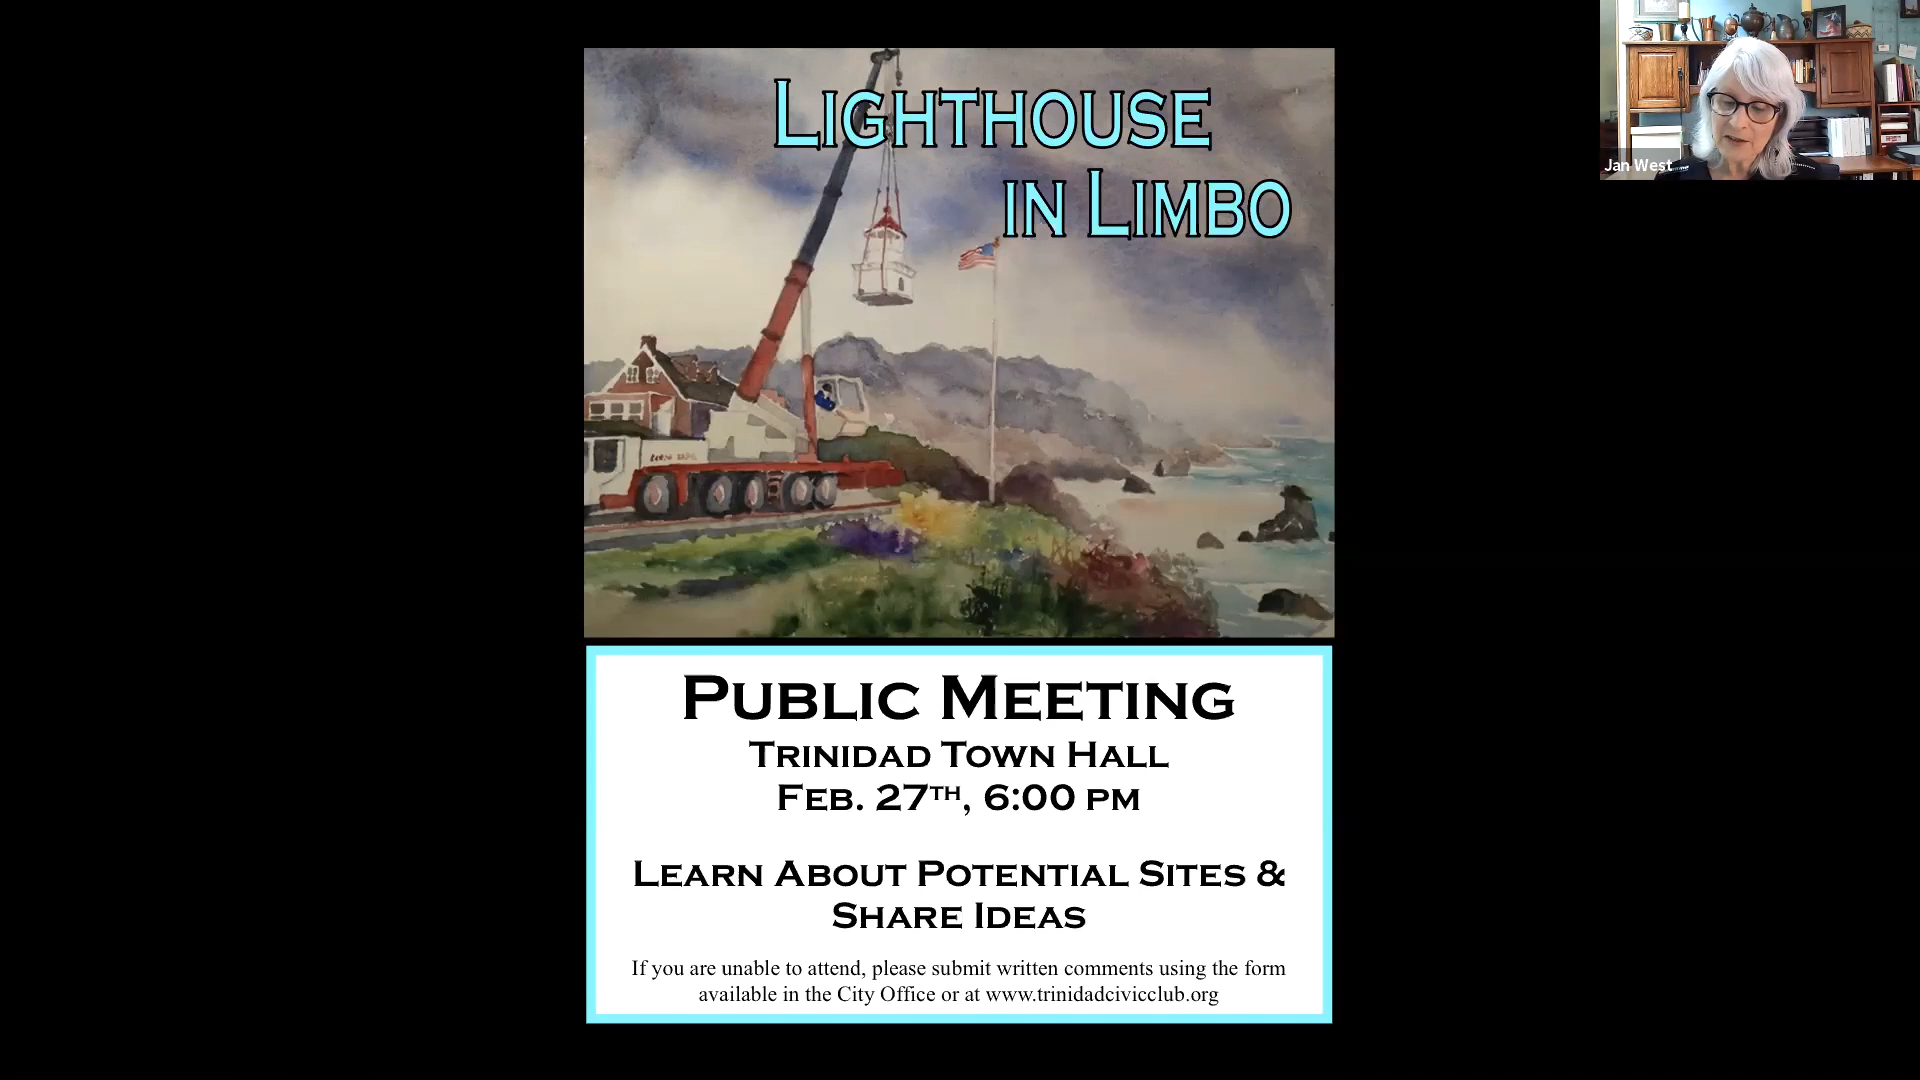 LIGHTHOUSE
IN LIMBO
Jan West
PUBLIC MEETING
TRINIDAD TOWN HALL
FEB. 27TH, 6:00 PM
LEARN ABOUT POTENTIAL SITES &
SHARE IDEAS
If you are unable to attend, please submit written comments using the form
available in the City Office or at www.trinidadcivicclub.org